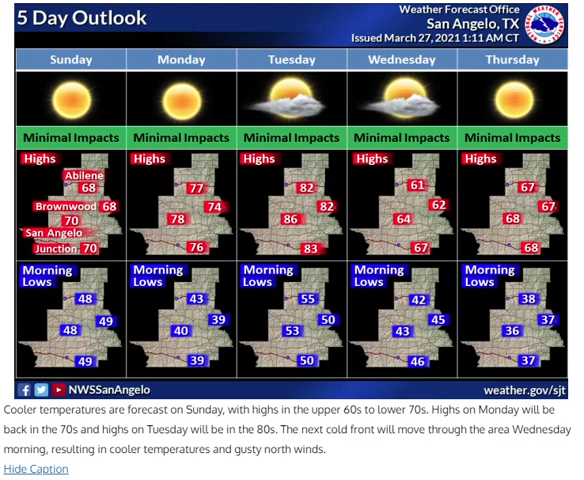 5 Day Outlook
Weather Forecast Office
San Angelo, TX
Issued March 27, 2021 1:11 AM CT
Sunday Monday Tuesday Wednesday Thursday
Minimal Impacts Minimal Impacts Minimal Impacts Minimal Impacts Minimal Impacts
Highs Highs Highs Highs Highs
Abilene
68 77 82 61 67
Brownwood 68 74 82 62 67
70 78 86 64 68
San Angelo
Junction 70 76 83 67 68
Morning Lows Morning Lows Morning Lows Morning Lows Morning Lows
48 43 55 42 38
49 39 50 45 37
48 40 53 43 36
49 39 50 46 37
NWSSanAngelo
weather.gov/sjt
Cooler temperatures are forecast on Sunday, with highs in the upper 60s to lower 70s. Highs on Monday will be
back in the 70s and highs on Tuesday will be in the 80s. The next cold front will move through the area Wednesday
morning, resulting in cooler temperatures and gusty north winds.
Hide Caption